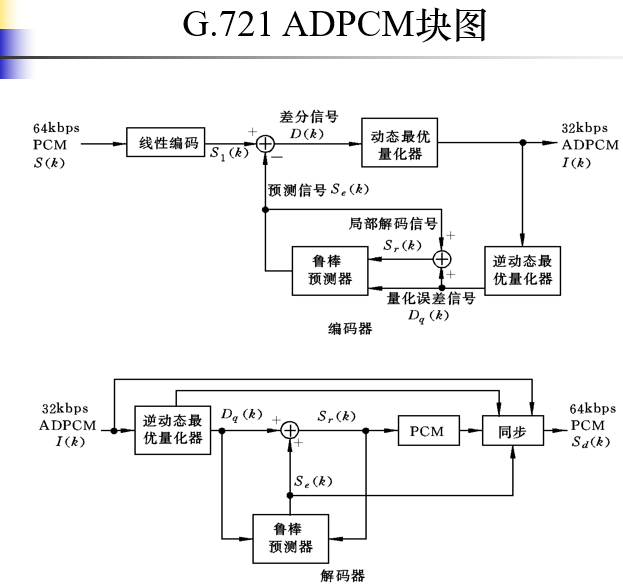 G.721 ADPCM块图
差分信号
D(k)
64kbps
PCM
S(k)
线性编码
+
S₁(k)
−
动态最优
量化器
32kbps
ADPCM
I(k)
预测信号 Sₑ(k)
局部解码信号
+
Sᵣ(k)
鲁棒
预测器
+
逆动态最
优量化器
量化误差信号
D_q(k)
编码器
32kbps
ADPCM
I(k)
逆动态最
优量化器
D_q(k)
+
+
Sᵣ(k)
PCM
同步
64kbps
PCM
S_d(k)
Sₑ(k)
鲁棒
预测器
解码器